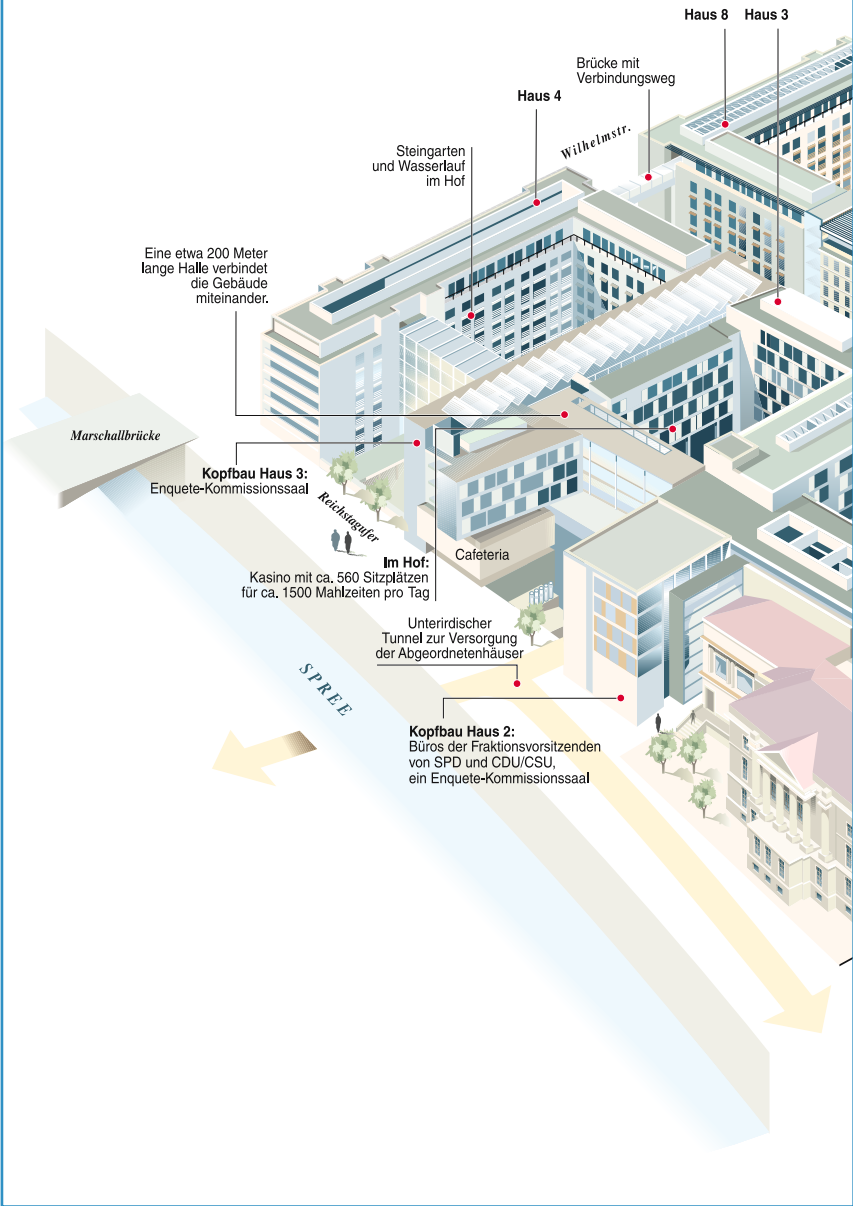 Haus 8
Haus 3
Brücke mit
Verbindungsweg
Haus 4
Wilhelmstr.
Steingarten
und Wasserlauf
im Hof
Eine etwa 200 Meter
lange Halle verbindet
die Gebäude
miteinander.
Marschallbrücke
Kopfbau Haus 3:
Enquete-Kommissionssaal
Reichstagufer
Im Hof:
Kasino mit ca. 560 Sitzplätzen
für ca. 1500 Mahlzeiten pro Tag
Cafeteria
Unterirdischer
Tunnel zur Versorgung
der Abgeordnetenhäuser
SPREE
Kopfbau Haus 2:
Büros der Fraktionsvorsitzenden
von SPD und CDU/CSU,
ein Enquete-Kommissionssaal